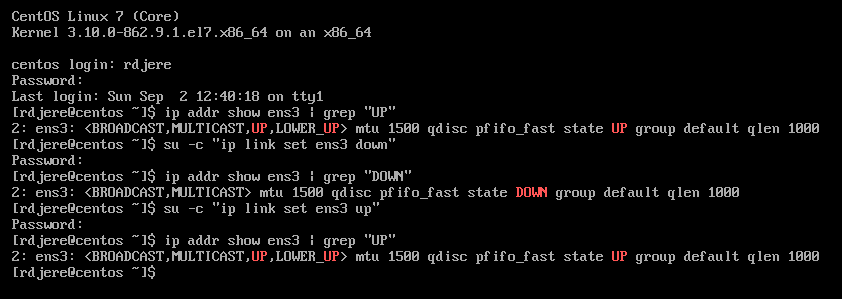 CentOS Linux 7 (Core)
Kernel 3.10.0-862.9.1.el7.x86_64 on an x86_64
centos login: rdjere
Password:
Last login: Sun Sep  2 12:40:18 on tty1
[rdjere@centos ~]$ ip addr show ens3 | grep "UP"
2: ens3: <BROADCAST,MULTICAST,UP,LOWER_UP> mtu 1500 qdisc pfifo_fast state UP group default qlen 1000
[rdjere@centos ~]$ su -c "ip link set ens3 down"
Password:
[rdjere@centos ~]$ ip addr show ens3 | grep "DOWN"
2: ens3: <BROADCAST,MULTICAST> mtu 1500 qdisc pfifo_fast state DOWN group default qlen 1000
[rdjere@centos ~]$ su -c "ip link set ens3 up"
Password:
[rdjere@centos ~]$ ip addr show ens3 | grep "UP"
2: ens3: <BROADCAST,MULTICAST,UP,LOWER_UP> mtu 1500 qdisc pfifo_fast state UP group default qlen 1000
[rdjere@centos ~]$